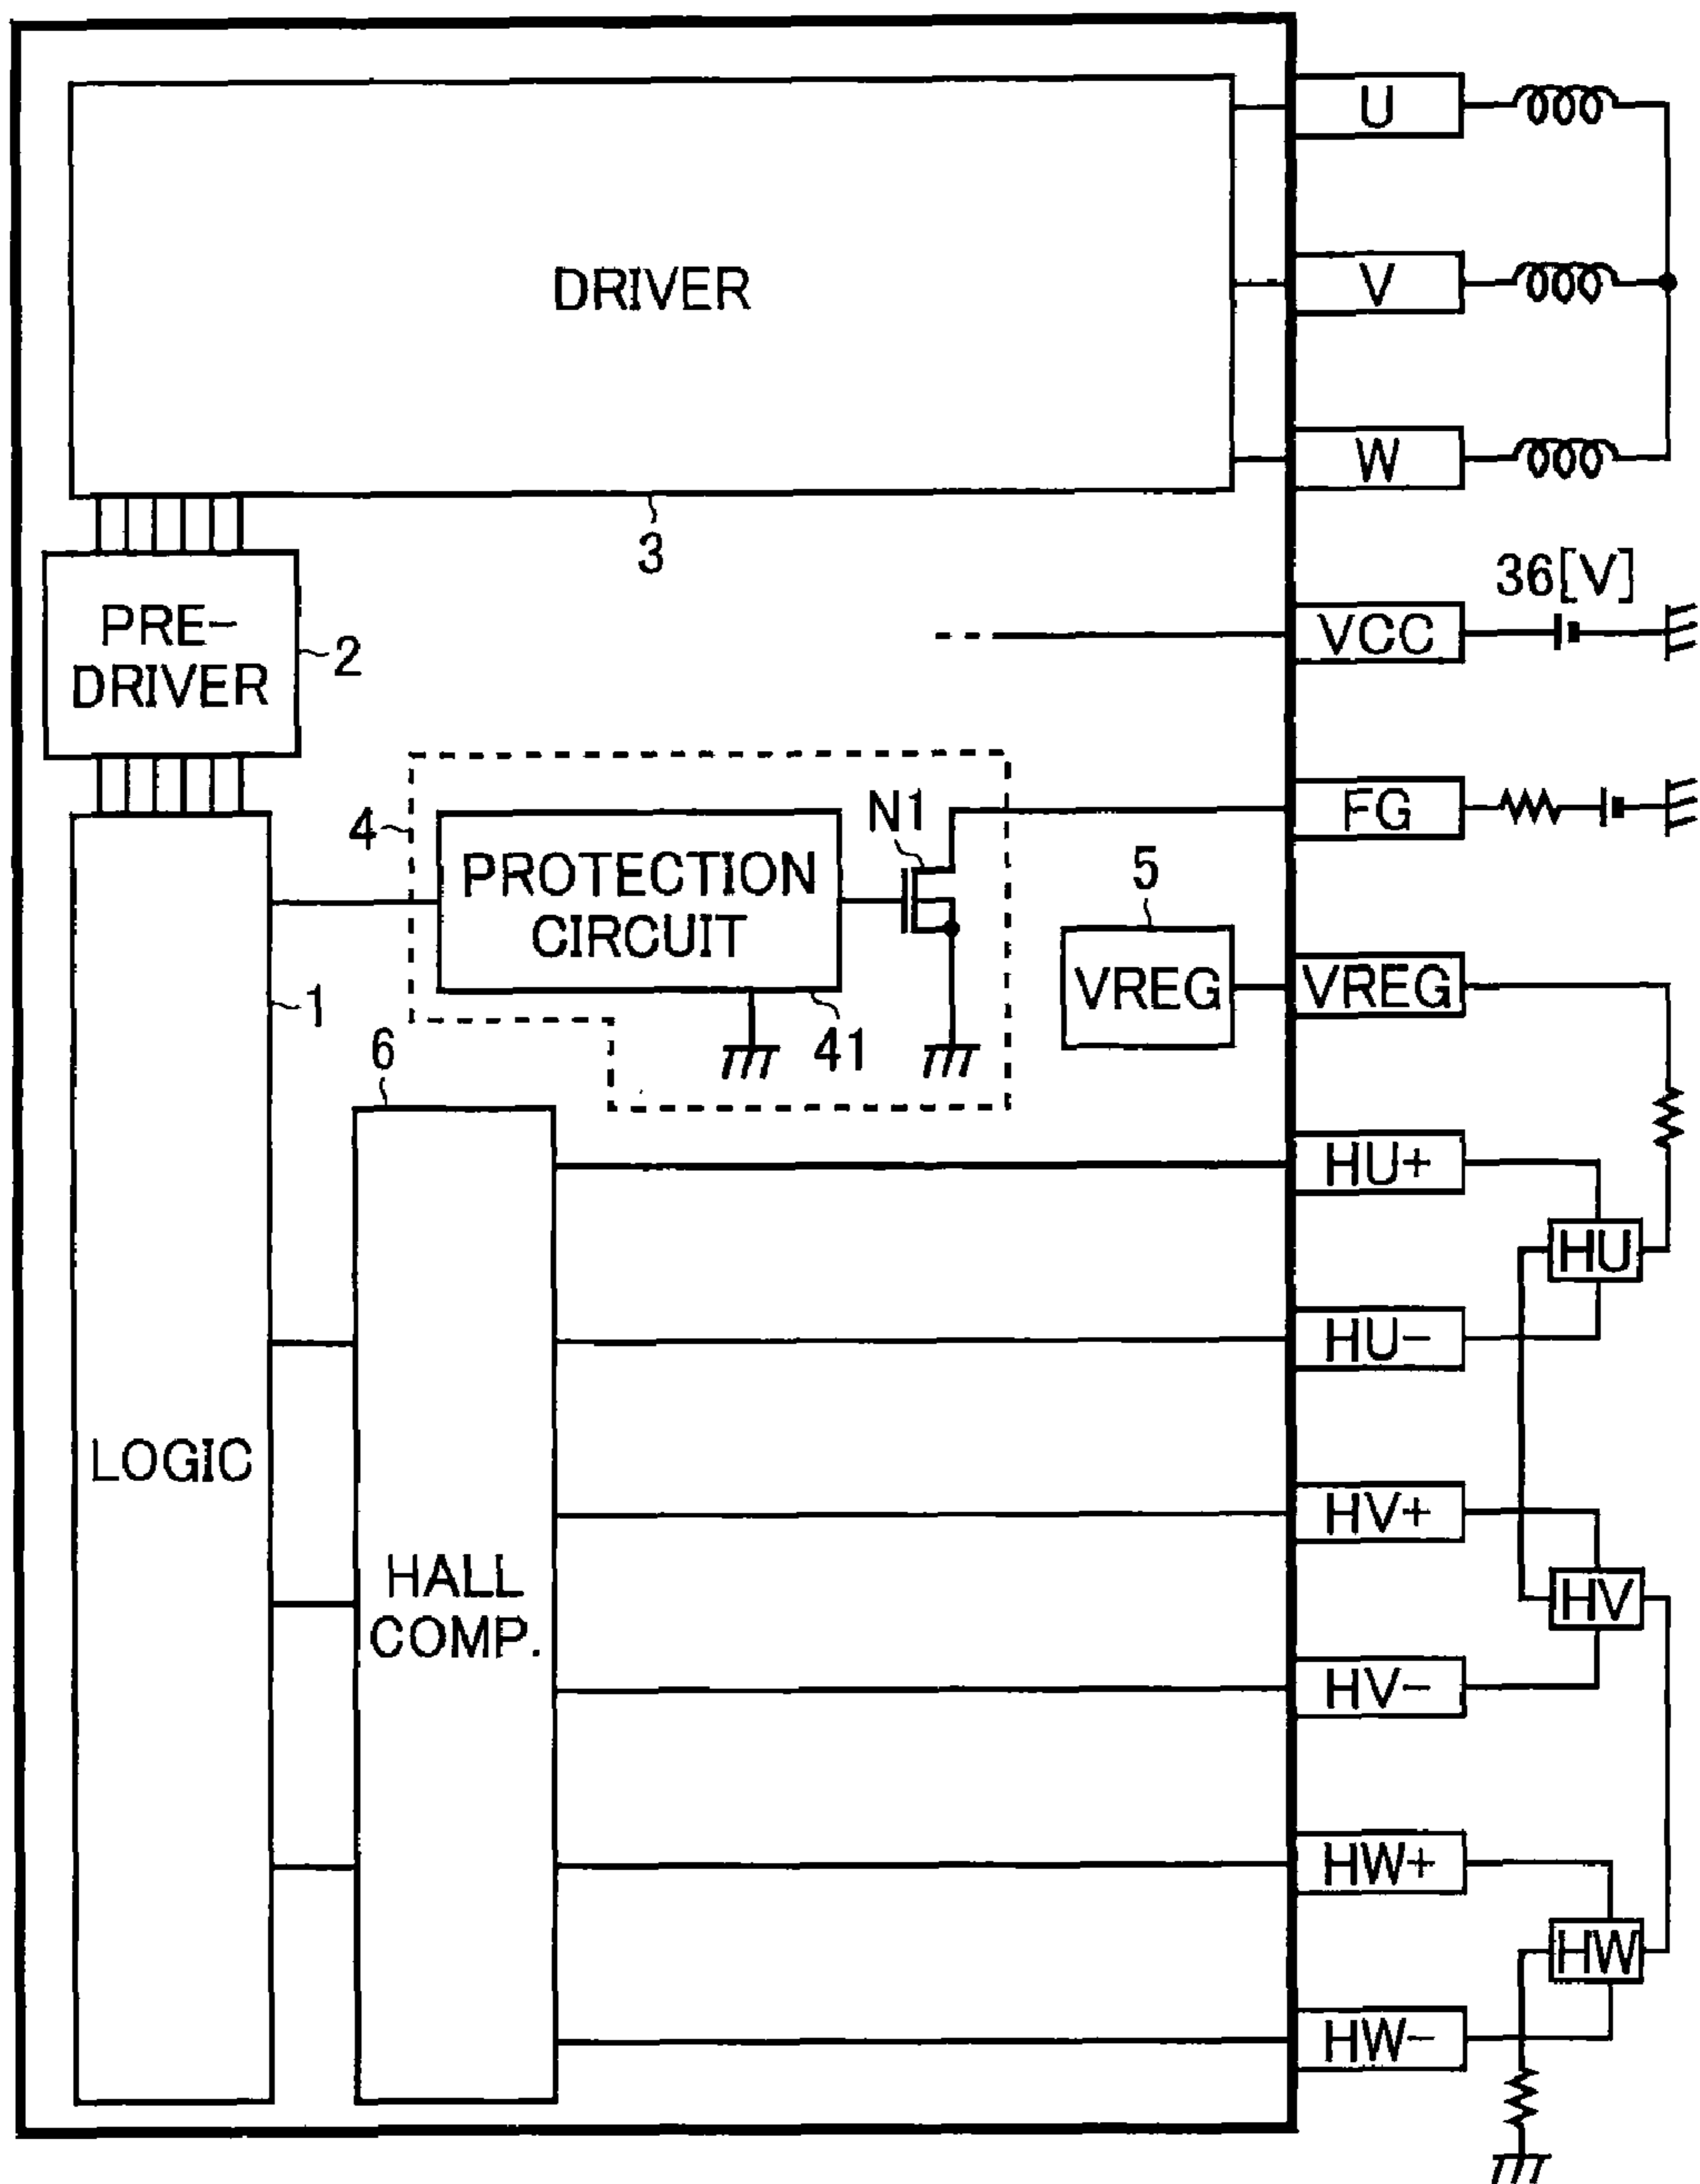 U
DRIVER
V
W
3
36[V]
PRE-
DRIVER
2
VCC
4
N1
FG
PROTECTION
CIRCUIT
5
VREG
VREG
1
41
6
HU+
HU
HU-
LOGIC
HV+
HALL
COMP.
HV
HV-
HW+
HW
HW-